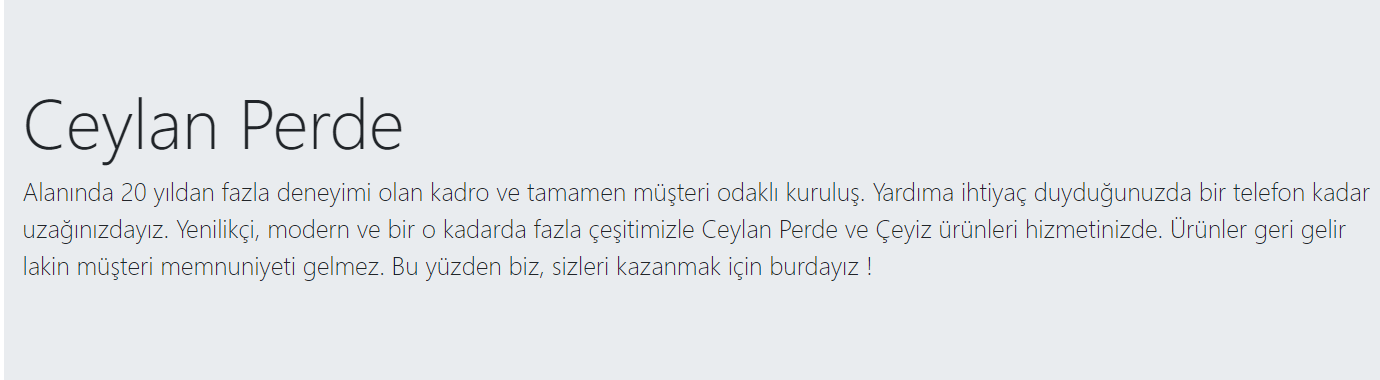 Ceylan Perde
Alanında 20 yıldan fazla deneyimi olan kadro ve tamamen müşteri odaklı kuruluş. Yardıma ihtiyaç duyduğunuzda bir telefon kadar
uzağınızdayız. Yenilikçi, modern ve bir o kadarda fazla çeşitimizle Ceylan Perde ve Çeyiz ürünleri hizmetinizde. Ürünler geri gelir
lakin müşteri memnuniyeti gelmez. Bu yüzden biz, sizleri kazanmak için burdayız !